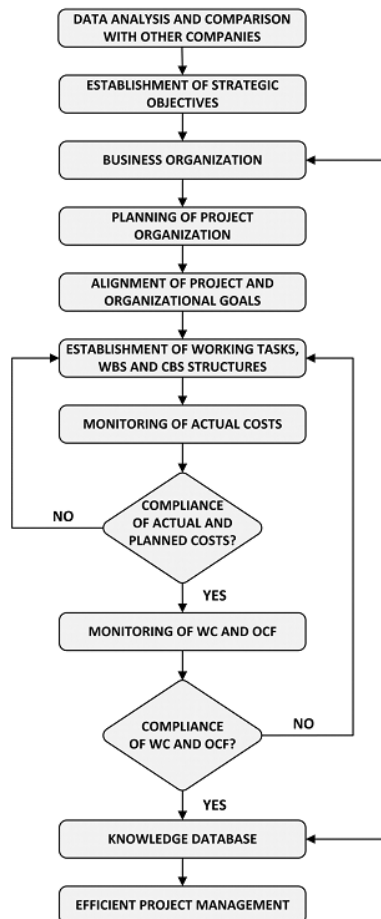 DATA ANALYSIS AND COMPARISON
WITH OTHER COMPANIES
ESTABLISHMENT OF STRATEGIC
OBJECTIVES
BUSINESS ORGANIZATION
PLANNING OF PROJECT
ORGANIZATION
ALIGNMENT OF PROJECT AND
ORGANIZATIONAL GOALS
ESTABLISHMENT OF WORKING TASKS,
WBS AND CBS STRUCTURES
MONITORING OF ACTUAL COSTS
COMPLIANCE
OF ACTUAL AND
PLANNED COSTS?
NO
YES
MONITORING OF WC AND OCF
COMPLIANCE
OF WC AND OCF?
NO
YES
KNOWLEDGE DATABASE
EFFICIENT PROJECT MANAGEMENT